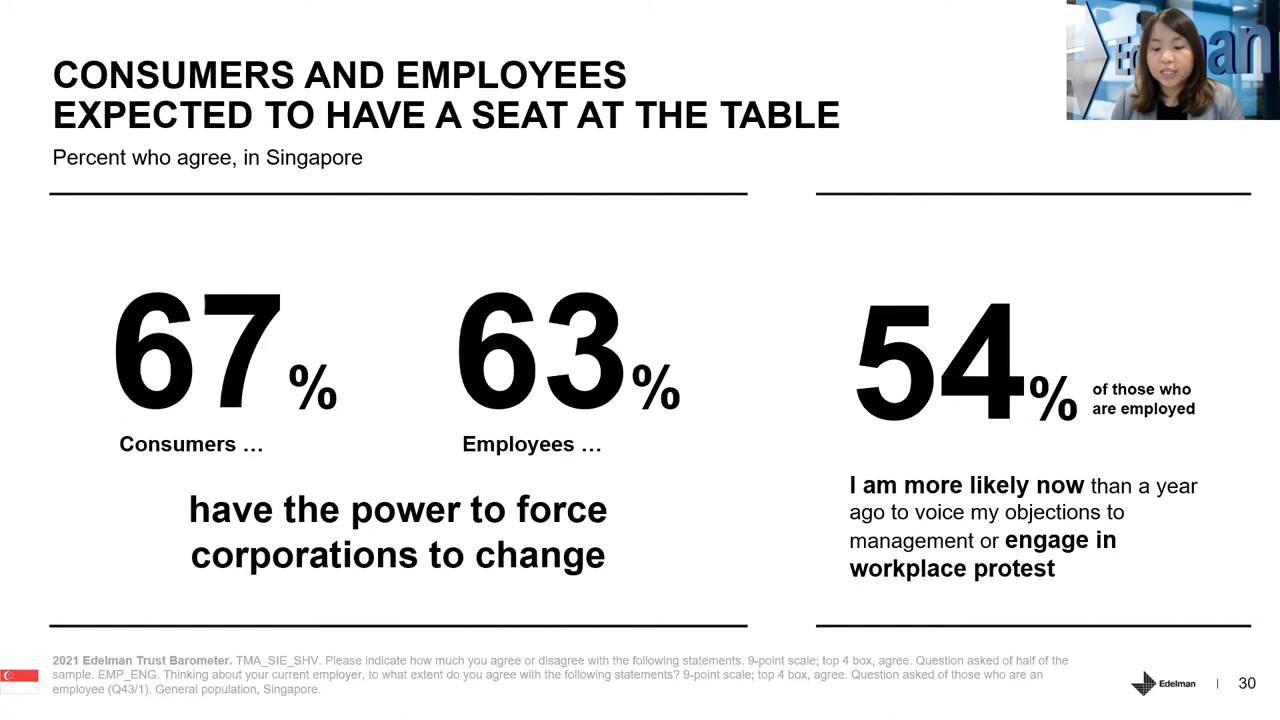 CONSUMERS AND EMPLOYEES
EXPECTED TO HAVE A SEAT AT THE TABLE
Percent who agree, in Singapore
67%
Consumers …
63%
Employees …
have the power to force
corporations to change
54%
of those who
are employed
I am more likely now than a year
ago to voice my objections to
management or engage in
workplace protest
2021 Edelman Trust Barometer. TMA_SIE_SHV. Please indicate how much you agree or disagree with the following statements. 9-point scale; top 4 box, agree. Question asked of half of the
sample. EMP_ENG. Thinking about your current employer, to what extent do you agree with the following statements? 9-point scale; top 4 box, agree. Question asked of those who are an
employee (Q43/1). General population, Singapore.
Edelman | 30